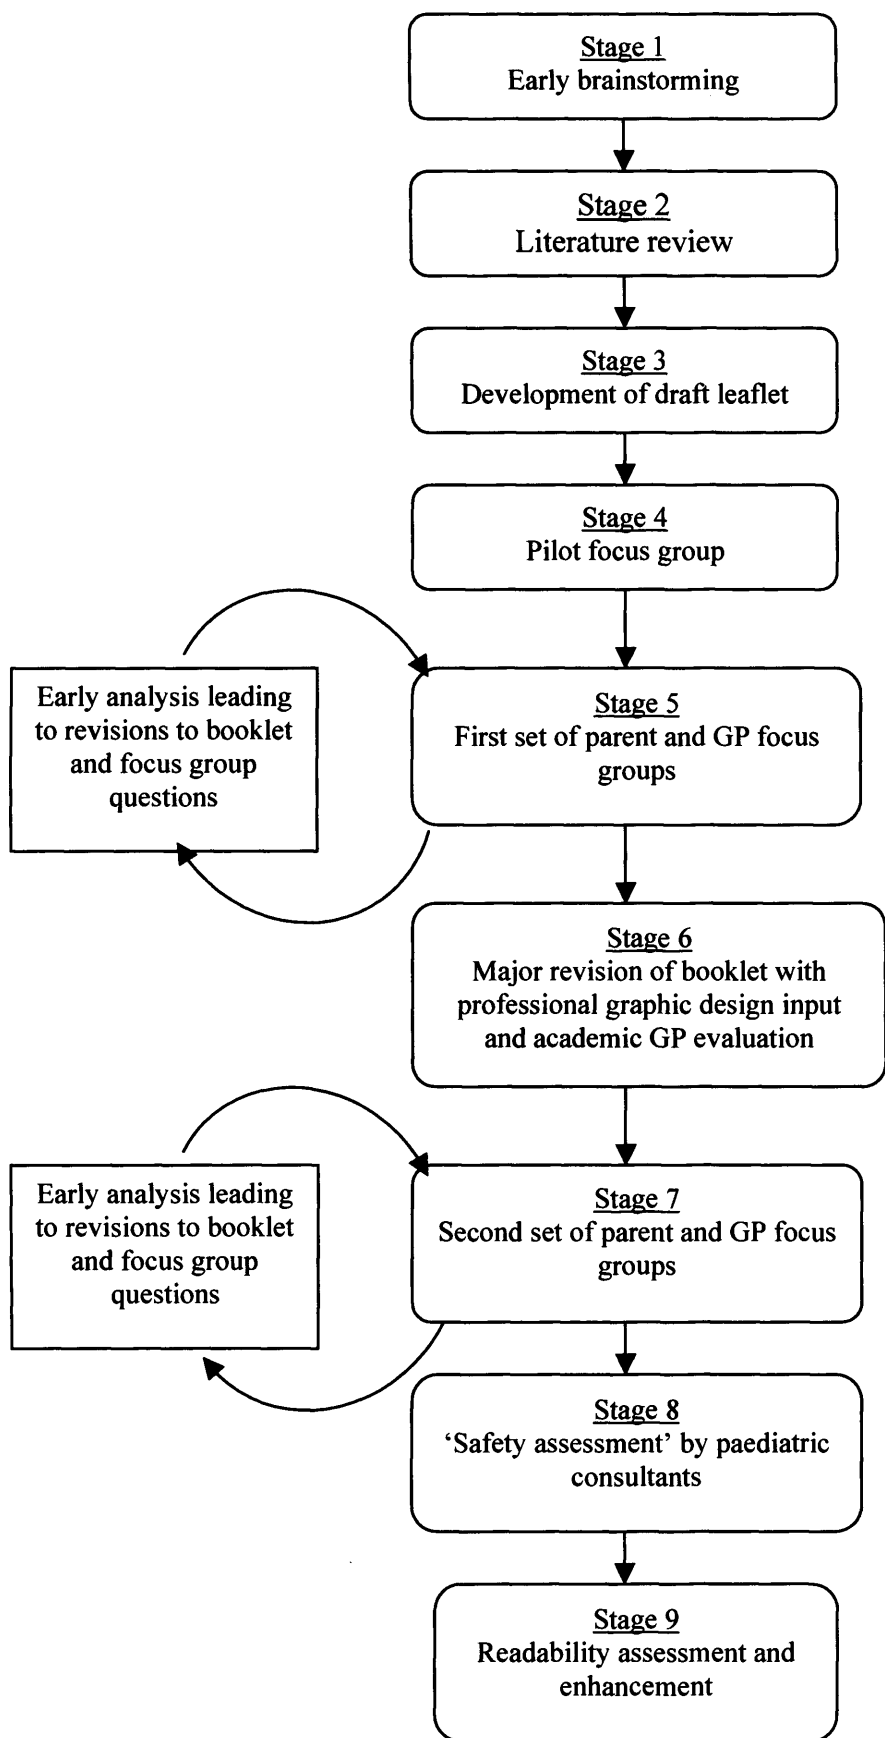 Stage 1
Early brainstorming
Stage 2
Literature review
Stage 3
Development of draft leaflet
Stage 4
Pilot focus group
Early analysis leading
to revisions to booklet
and focus group
questions
Stage 5
First set of parent and GP focus
groups
Stage 6
Major revision of booklet with
professional graphic design input
and academic GP evaluation
Early analysis leading
to revisions to booklet
and focus group
questions
Stage 7
Second set of parent and GP focus
groups
Stage 8
‘Safety assessment’ by paediatric
consultants
Stage 9
Readability assessment and
enhancement